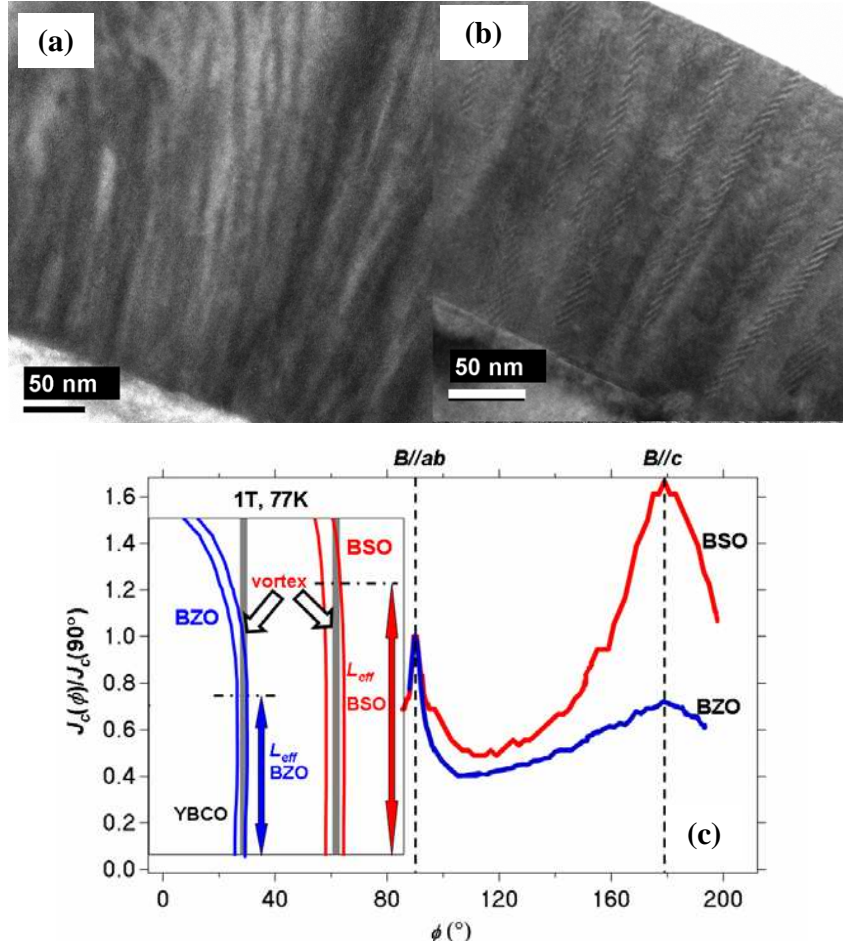 (a)
(b)
50 nm
50 nm
B//ab
B//c
1T, 77K
BSO
vortex
BZO
L_eff
BSO
L_eff
BZO
YBCO
BSO
BZO
(c)
J_c(ϕ)/J_c(90°)
1.6
1.4
1.2
1.0
0.8
0.6
0.4
0.2
0.0
0
40
80
120
160
200
ϕ (°)